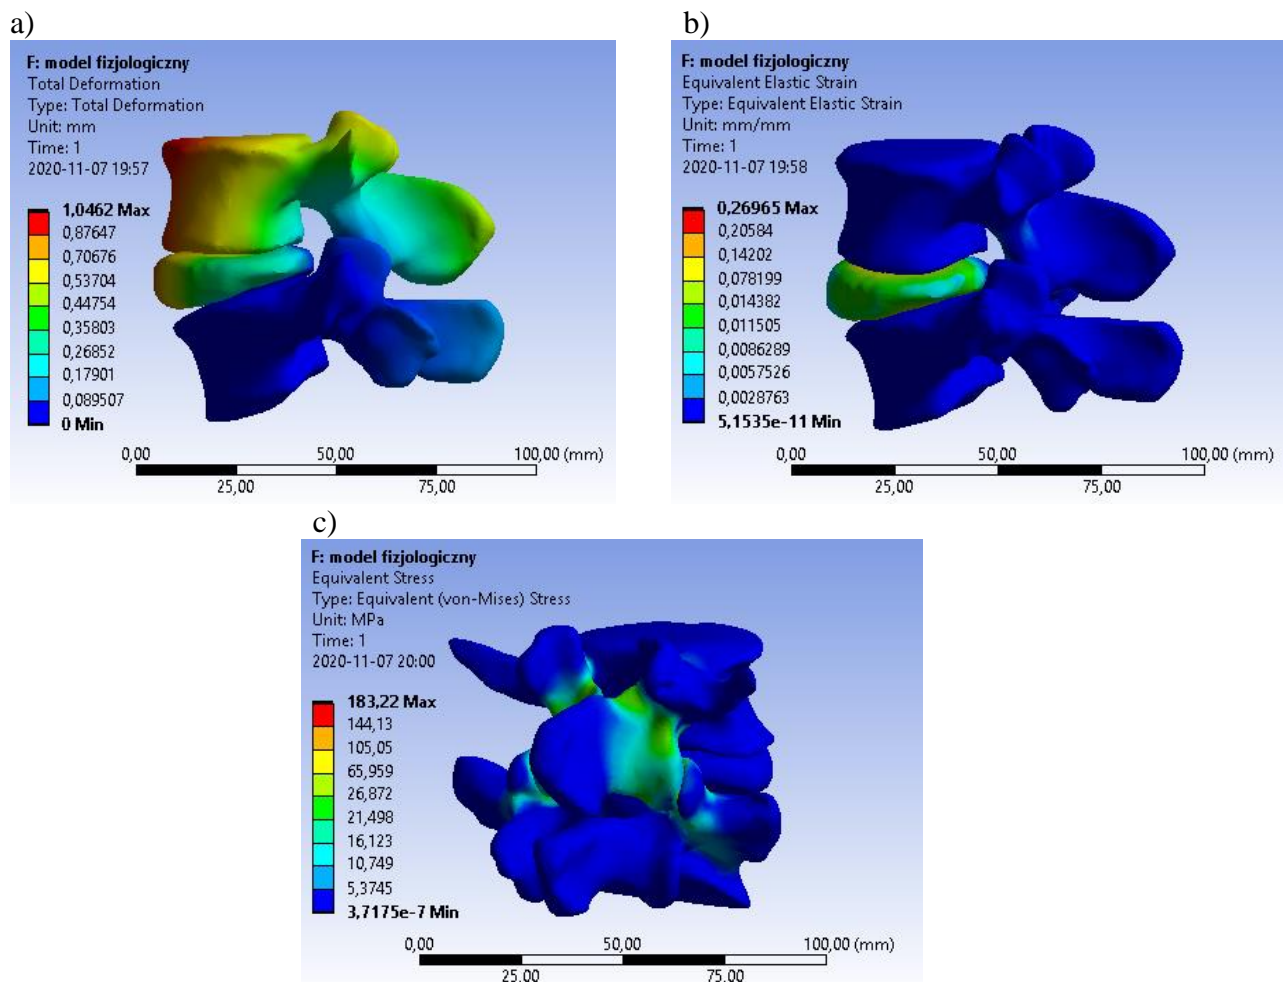 a)
F: model fizjologiczny
Total Deformation
Type: Total Deformation
Unit: mm
Time: 1
2020-11-07 19:57
1,0462 Max
0,87647
0,70676
0,53704
0,44754
0,35803
0,26852
0,17901
0,089507
0 Min
0,00 50,00 100,00 (mm)
25,00 75,00
b)
F: model fizjologiczny
Equivalent Elastic Strain
Type: Equivalent Elastic Strain
Unit: mm/mm
Time: 1
2020-11-07 19:58
0,26965 Max
0,20584
0,14202
0,078199
0,014382
0,011505
0,0086289
0,0057526
0,0028763
5,1535e-11 Min
0,00 50,00 100,00 (mm)
25,00 75,00
c)
F: model fizjologiczny
Equivalent Stress
Type: Equivalent (von-Mises) Stress
Unit: MPa
Time: 1
2020-11-07 20:00
183,22 Max
144,13
105,05
65,959
26,872
21,498
16,123
10,749
5,3745
3,7175e-7 Min
0,00 50,00 100,00 (mm)
25,00 75,00